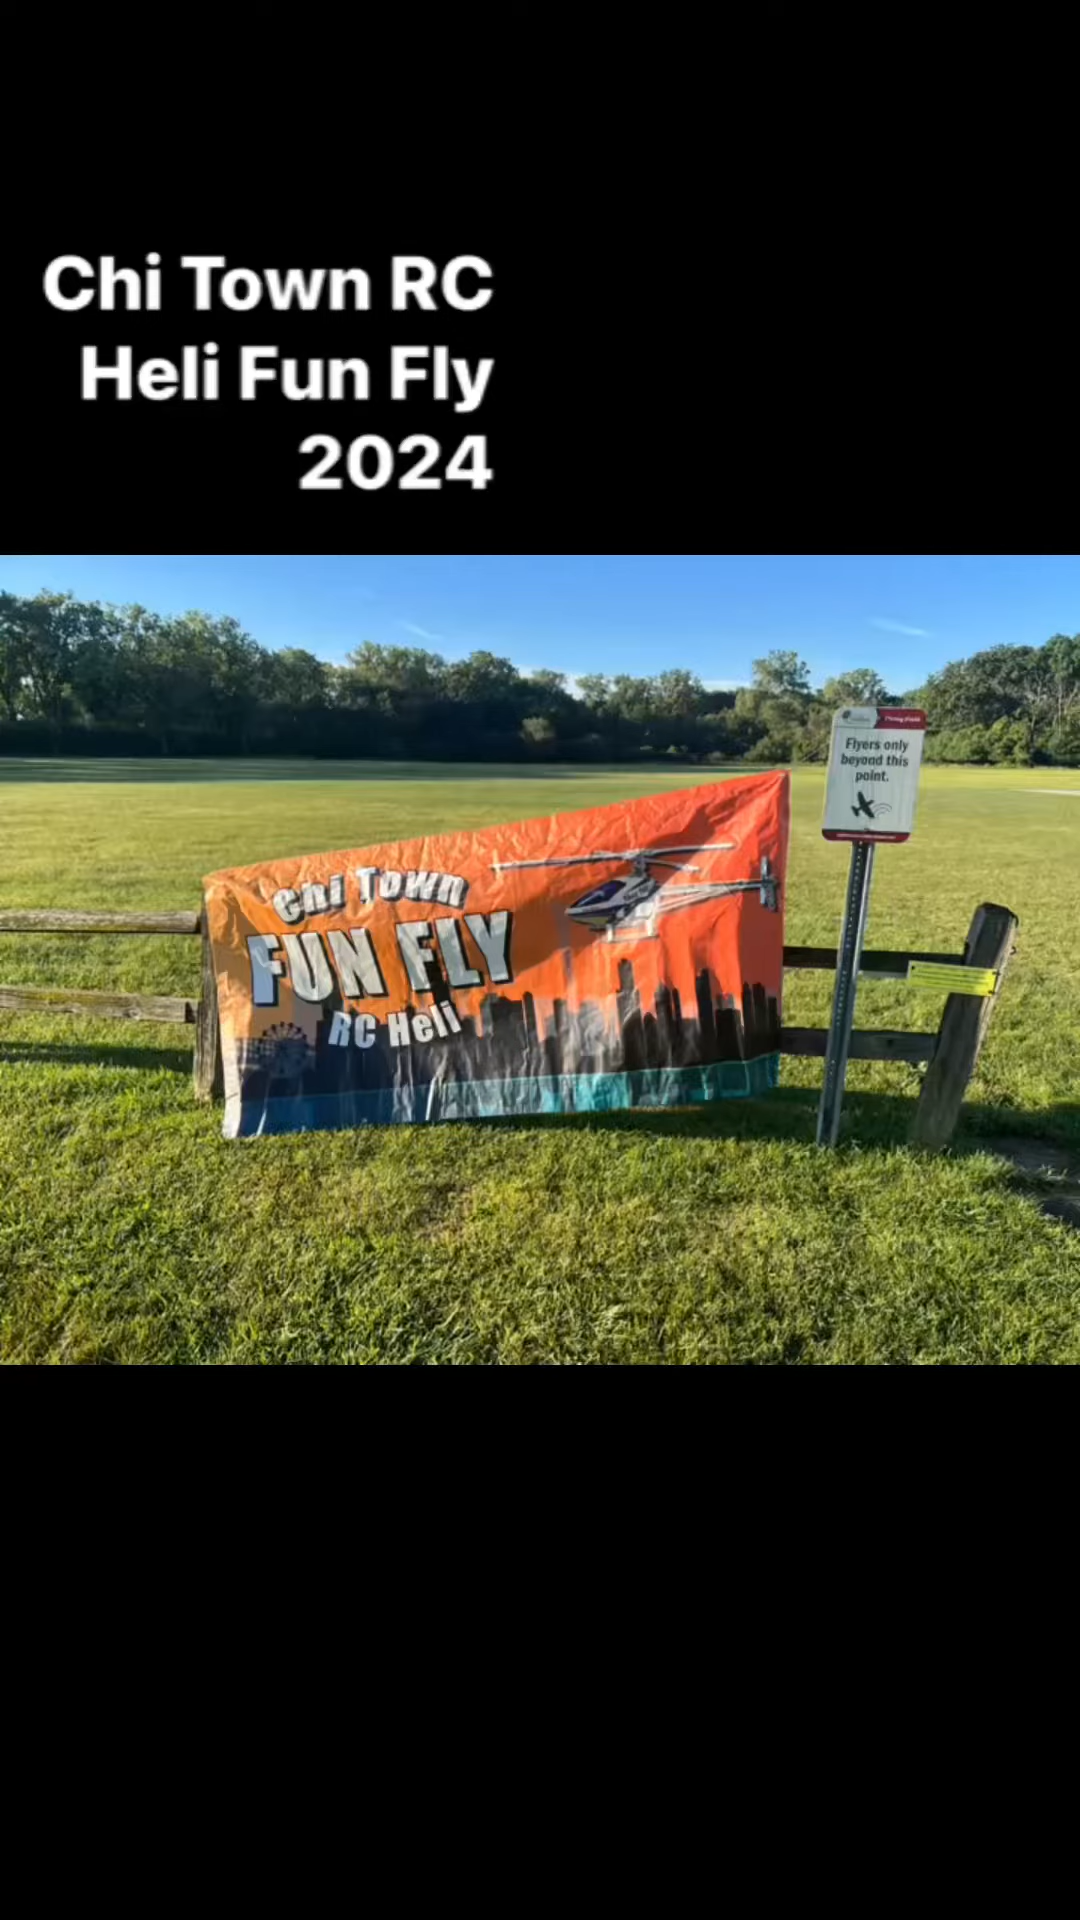 Chi Town RC
Heli Fun Fly
2024
Flyers only
beyond this
point.
Chi Town
FUN FLY
RC Heli